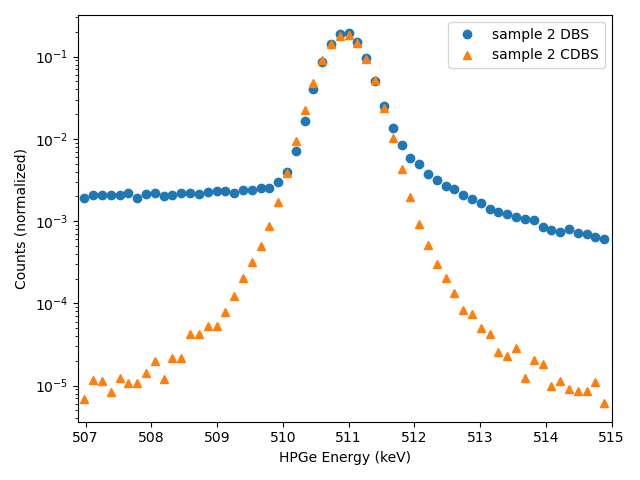 sample 2 DBS
sample 2 CDBS
Counts (normalized)
10⁻¹
10⁻²
10⁻³
10⁻⁴
10⁻⁵
507 508 509 510 511 512 513 514 515
HPGe Energy (keV)